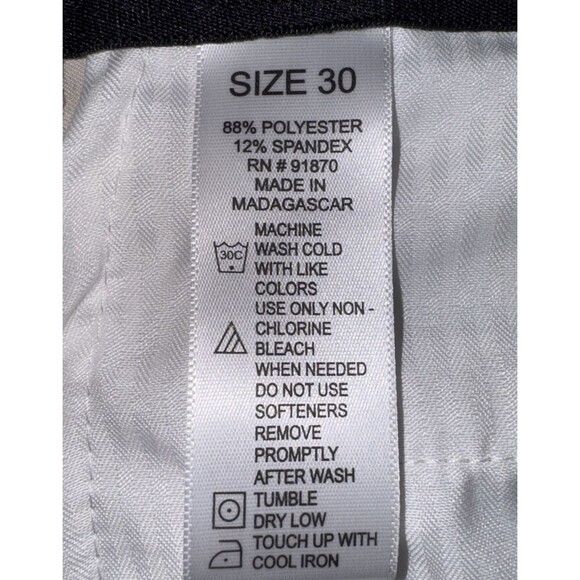 SIZE 30
88% POLYESTER
12% SPANDEX
RN # 91870
MADE IN
MADAGASCAR
MACHINE
30C WASH COLD
WITH LIKE
COLORS
USE ONLY NON -
CHLORINE
BLEACH
WHEN NEEDED
DO NOT USE
SOFTENERS
REMOVE
PROMPTLY
AFTER WASH
TUMBLE
DRY LOW
TOUCH UP WITH
COOL IRON